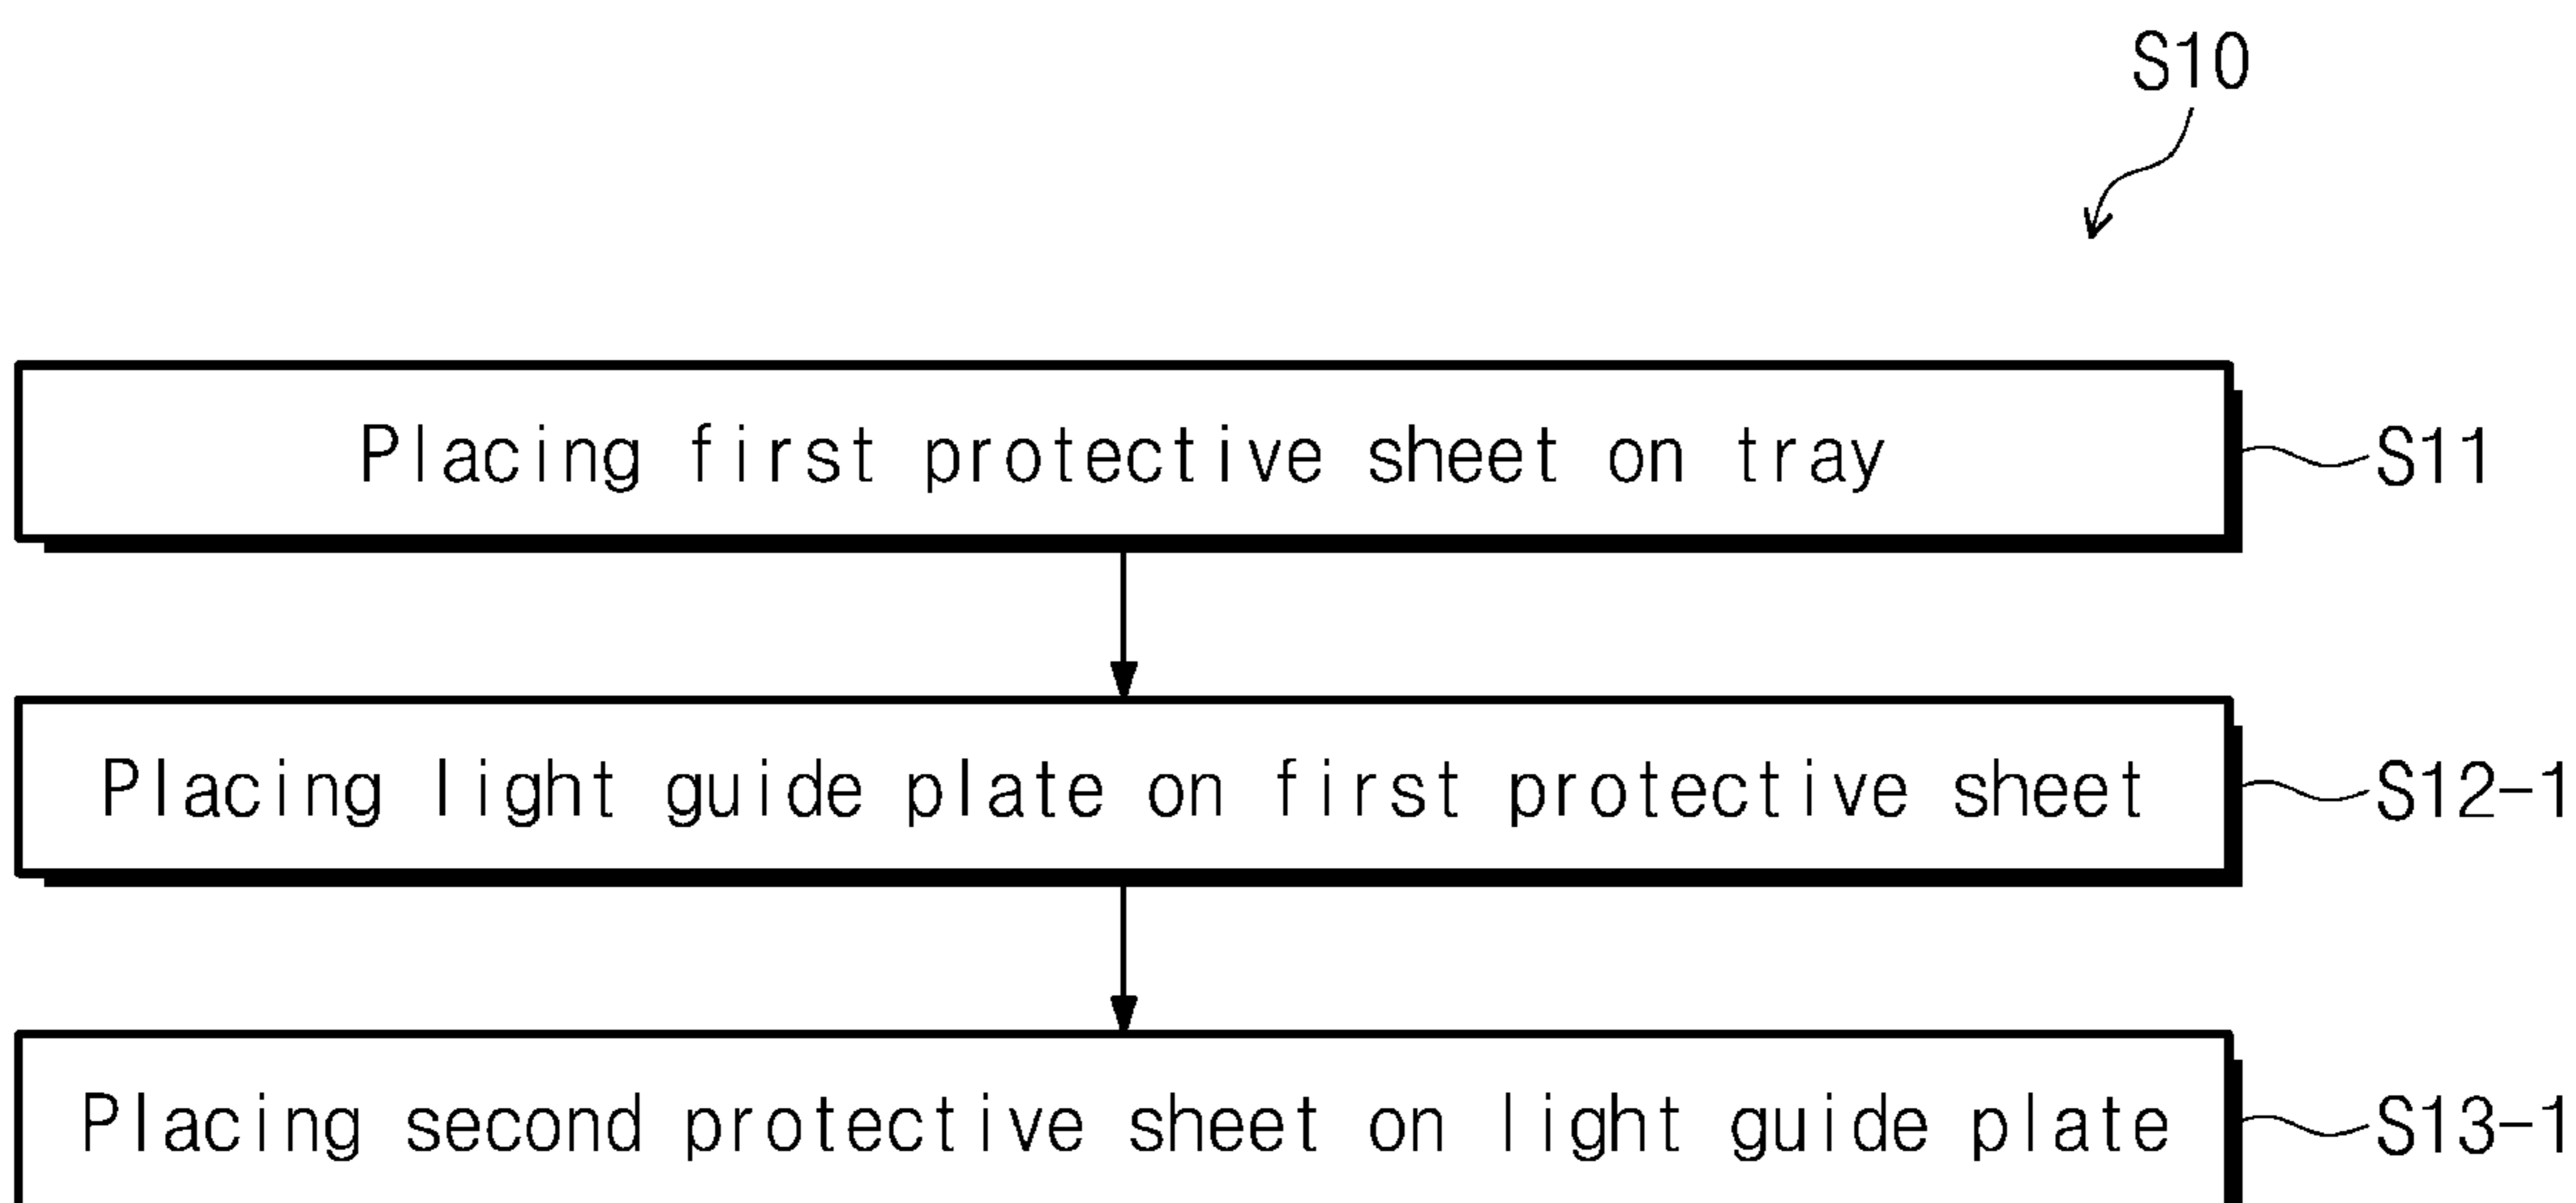 S10
Placing first protective sheet on tray
S11
Placing light guide plate on first protective sheet
S12-1
Placing second protective sheet on light guide plate
S13-1